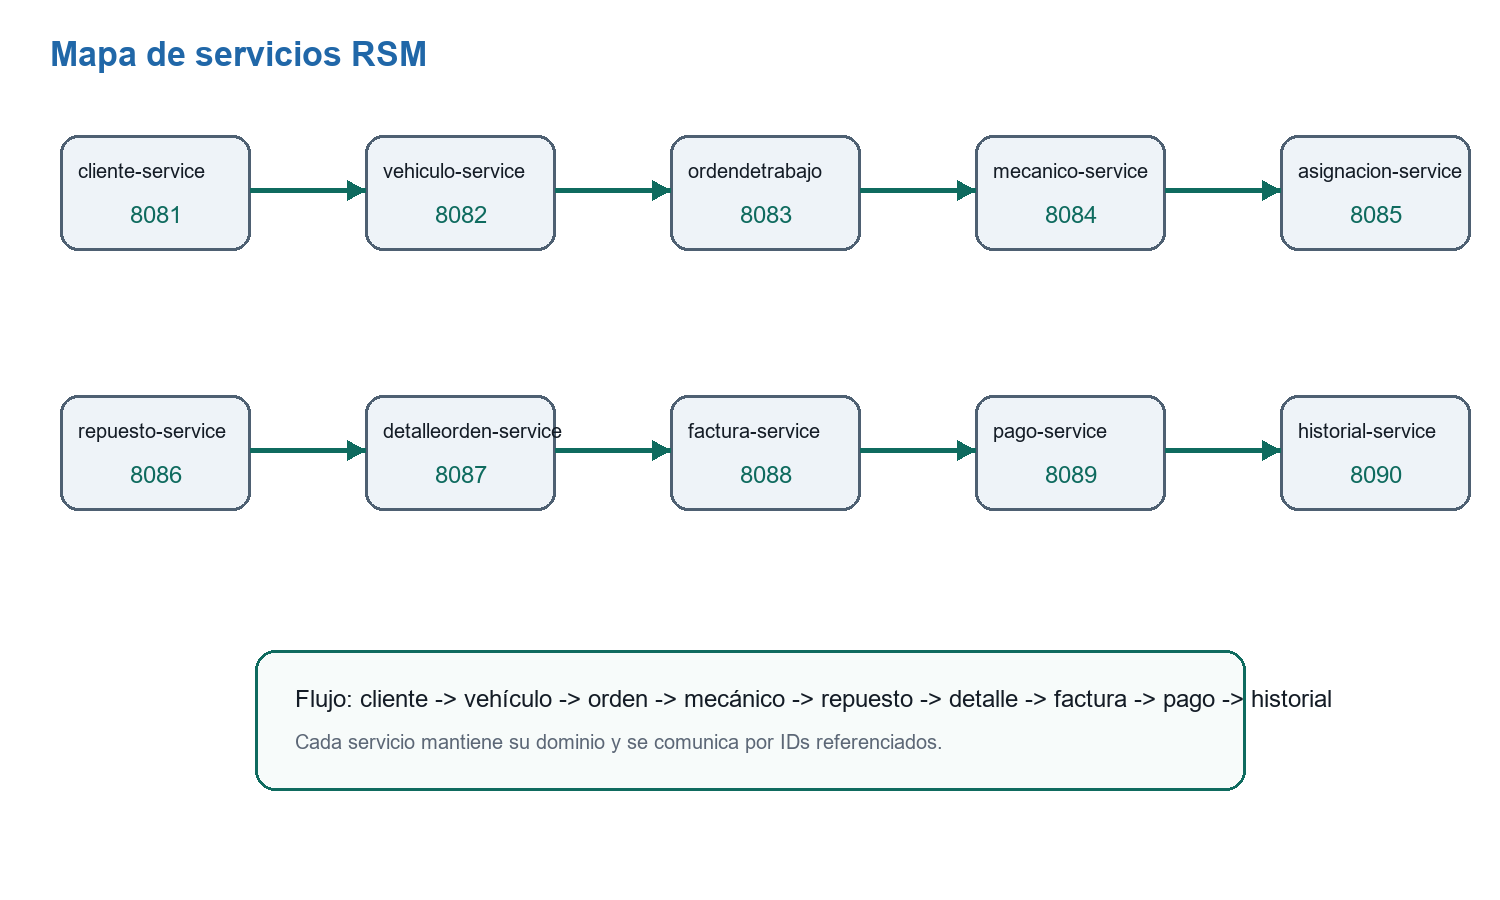 Mapa de servicios RSM
cliente-service
8081
vehiculo-service
8082
ordendetrabajo
8083
mecanico-service
8084
asignacion-service
8085
repuesto-service
8086
detalleorden-service
8087
factura-service
8088
pago-service
8089
historial-service
8090
Flujo: cliente -> vehículo -> orden -> mecánico -> repuesto -> detalle -> factura -> pago -> historial
Cada servicio mantiene su dominio y se comunica por IDs referenciados.